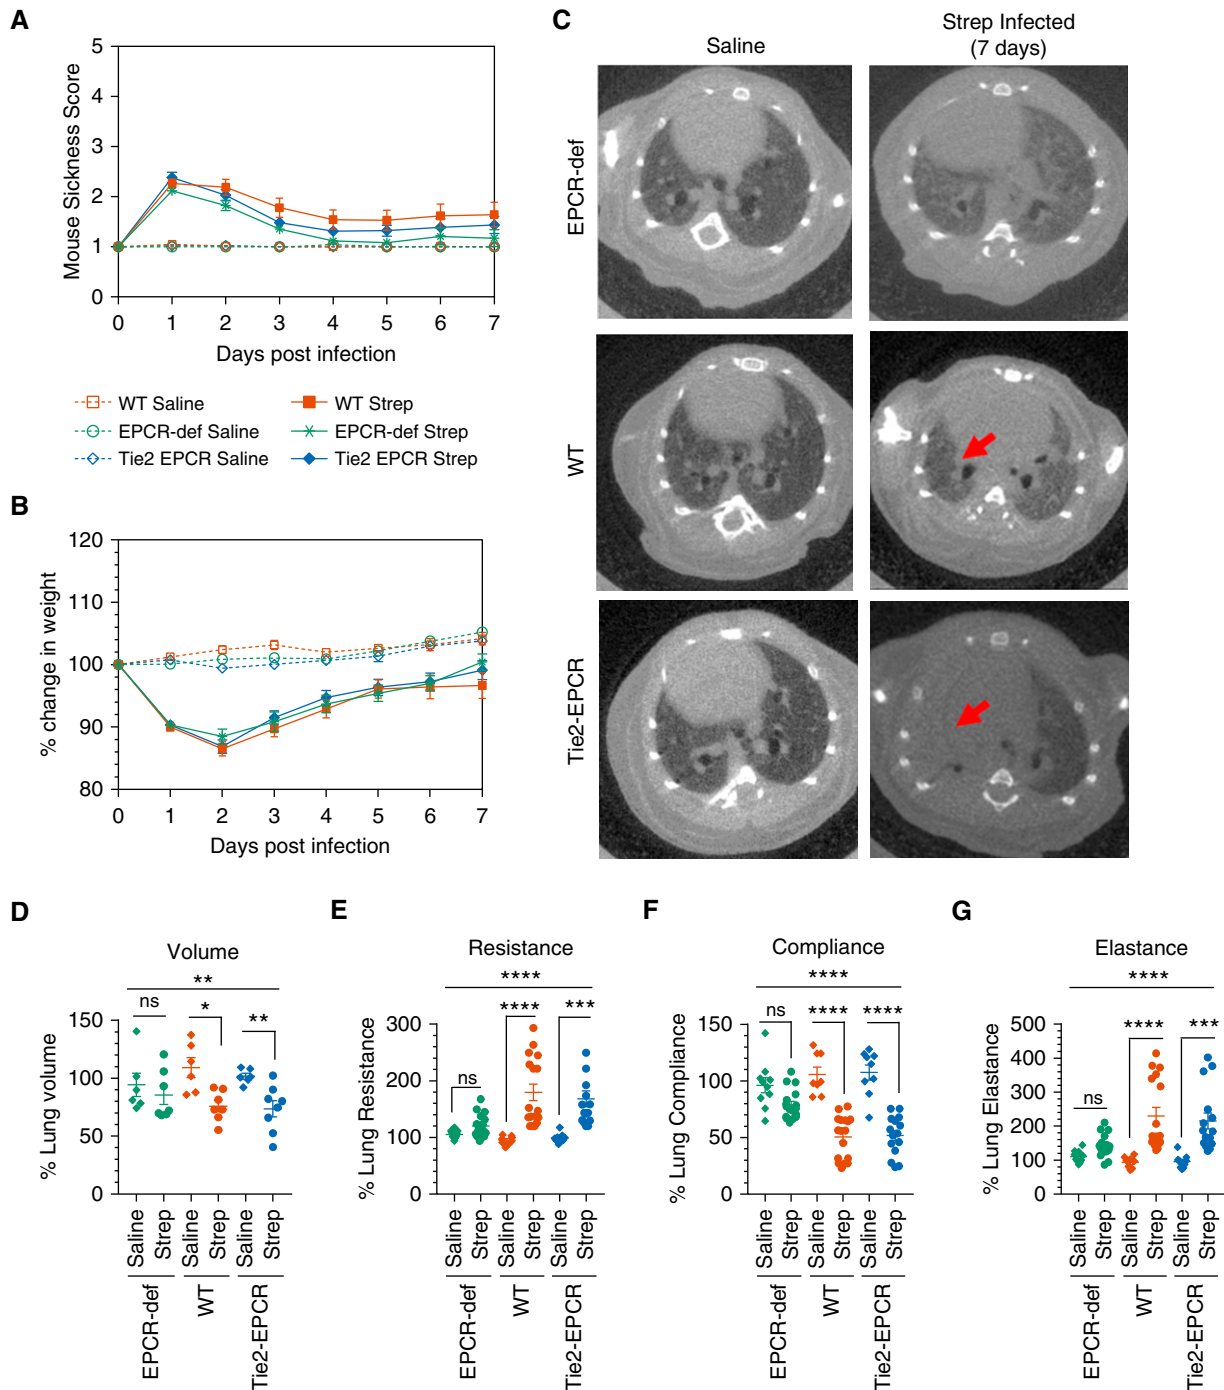 A
5
4
3
2
1
0
Mouse Sickness Score
0 1 2 3 4 5 6 7
Days post infection
WT Saline
WT Strep
EPCR-def Saline
EPCR-def Strep
Tie2 EPCR Saline
Tie2 EPCR Strep
B
120
110
100
90
80
% change in weight
0 1 2 3 4 5 6 7
Days post infection
C
Saline
Strep Infected
(7 days)
EPCR-def
WT
Tie2-EPCR
D
Volume
**
ns
*
**
150
100
50
0
% Lung volume
Saline
Strep
Saline
Strep
Saline
Strep
EPCR-def
WT
Tie2-EPCR
E
Resistance
****
ns
****
***
300
200
100
0
% Lung Resistance
Saline
Strep
Saline
Strep
Saline
Strep
EPCR-def
WT
Tie2-EPCR
F
Compliance
****
ns
****
****
150
100
50
0
% Lung Compliance
Saline
Strep
Saline
Strep
Saline
Strep
EPCR-def
WT
Tie2-EPCR
G
Elastance
****
ns
****
***
500
400
300
200
100
0
% Lung Elastance
Saline
Strep
Saline
Strep
Saline
Strep
EPCR-def
WT
Tie2-EPCR